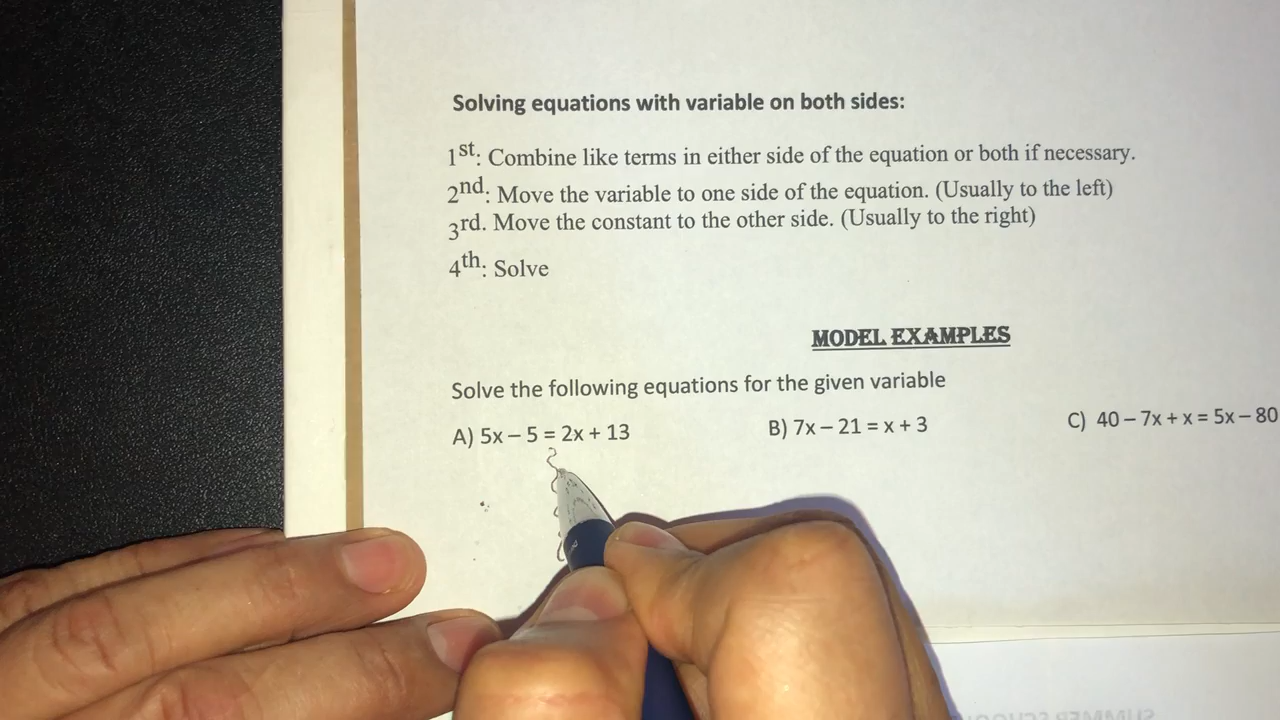 Solving equations with variable on both sides:
1st: Combine like terms in either side of the equation or both if necessary.
2nd: Move the variable to one side of the equation. (Usually to the left)
3rd. Move the constant to the other side. (Usually to the right)
4th: Solve
MODEL EXAMPLES
Solve the following equations for the given variable
A) 5x – 5 = 2x + 13 B) 7x – 21 = x + 3 C) 40 – 7x + x = 5x – 80